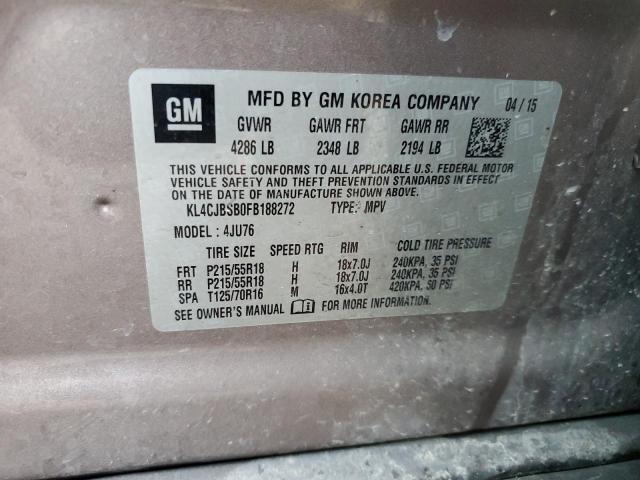 GM
MFD BY GM KOREA COMPANY 04 / 15
GVWR GAWR FRT GAWR RR
4286 LB 2348 LB 2194 LB
THIS VEHICLE CONFORMS TO ALL APPLICABLE U.S. FEDERAL MOTOR
VEHICLE SAFETY AND THEFT PREVENTION STANDARDS IN EFFECT
ON THE DATE OF MANUFACTURE SHOWN ABOVE.
KL4CJBSB0FB188272 TYPE: MPV
MODEL : 4JU76
TIRE SIZE SPEED RTG RIM COLD TIRE PRESSURE
FRT P215/55R18 H 18x7.0J 240KPA, 35 PSI
RR P215/55R18 H 18x7.0J 240KPA, 35 PSI
SPA T125/70R16 M 16x4.0T 420KPA, 60 PSI
SEE OWNER'S MANUAL FOR MORE INFORMATION.